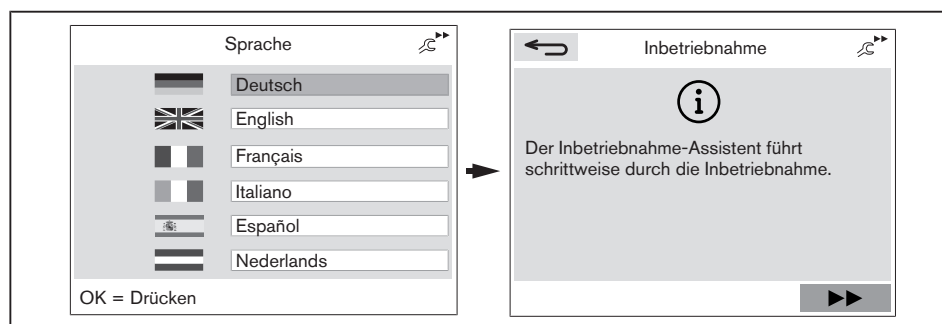 Sprache
Deutsch
English
Français
Italiano
Español
Nederlands
OK = Drücken
Inbetriebnahme
i
Der Inbetriebnahme-Assistent führt
schrittweise durch die Inbetriebnahme.